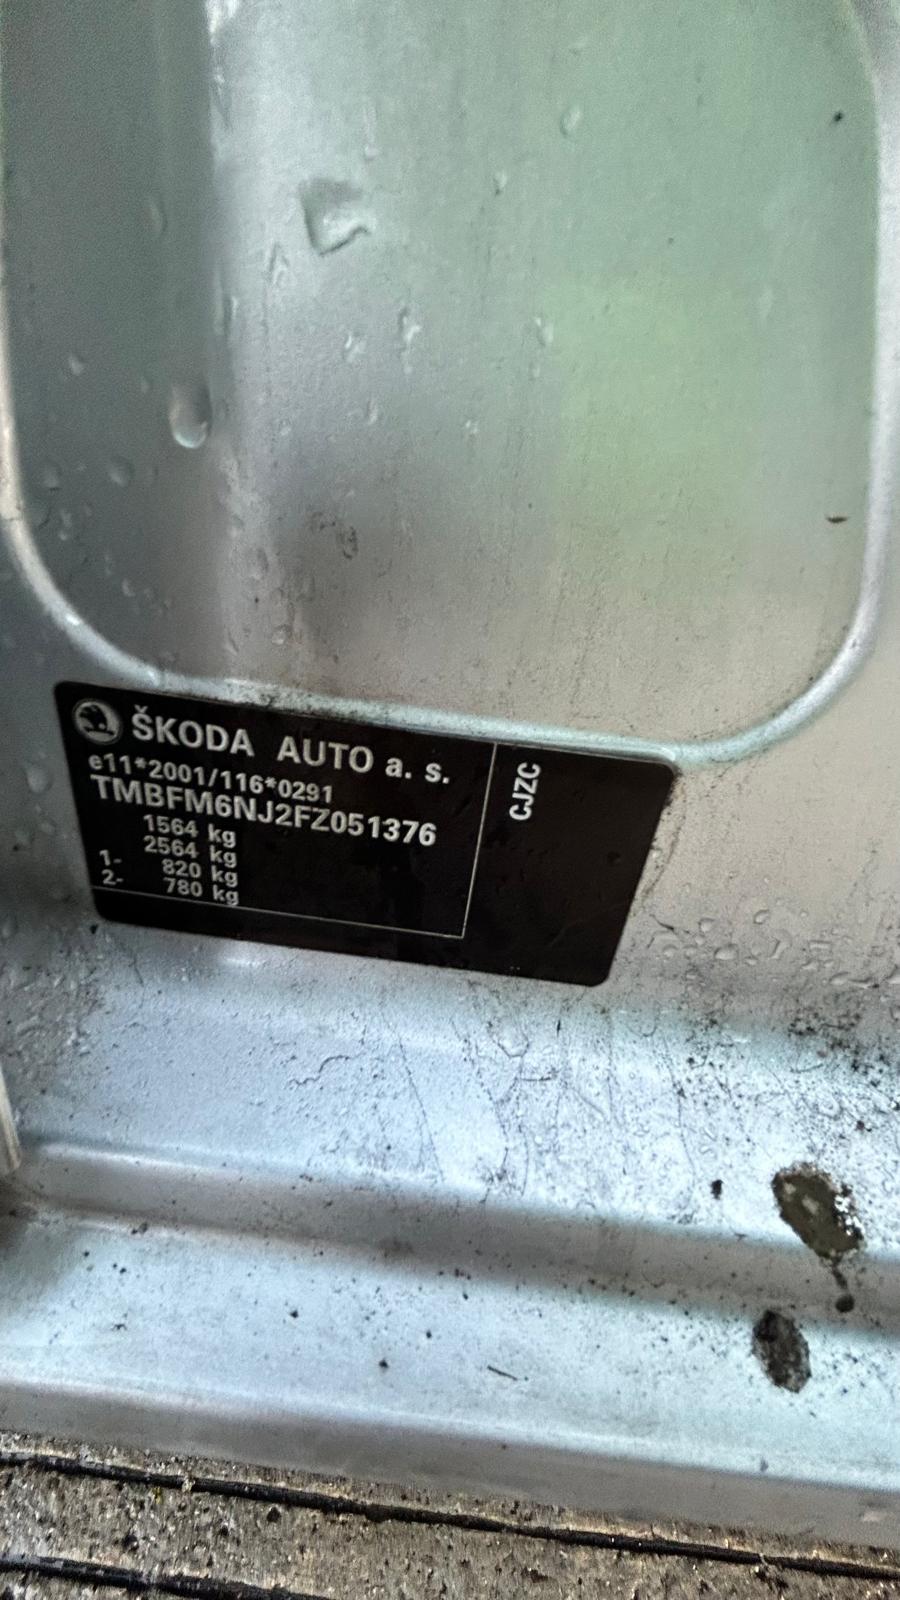 ŠKODA AUTO a. s.
e11*2001/116*0291
TMBFM6NJ2FZ051376
1564 kg
2564 kg
1- 820 kg
2- 780 kg
CJZC